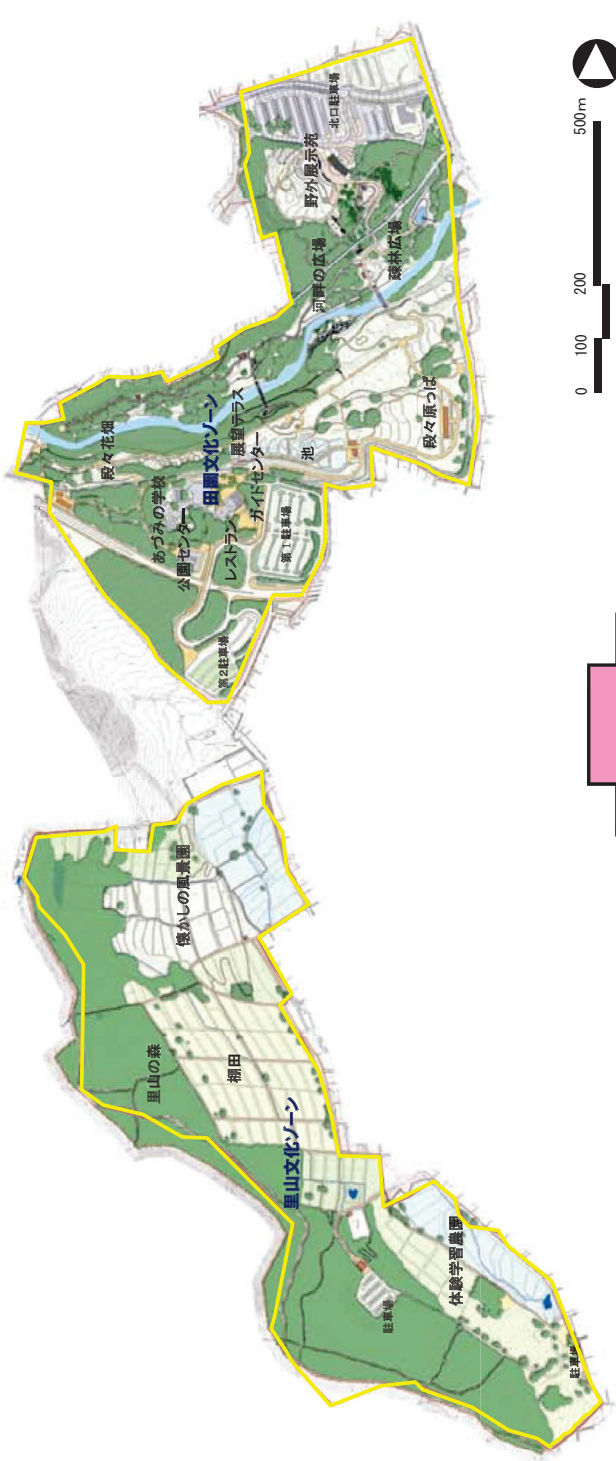 北口駐車場
野外展示苑
河畔の広場
疎林広場
段々花畑
田園文化ゾーン
展望テラス
あづみの学校
公園センター
レストラン
ガイドセンター
池
段々原っぱ
第1駐車場
第2駐車場
懐かしの風景園
里山の森
棚田
里山文化ゾーン
体験学習農園
駐車場
駐車場
0 100 200 500m